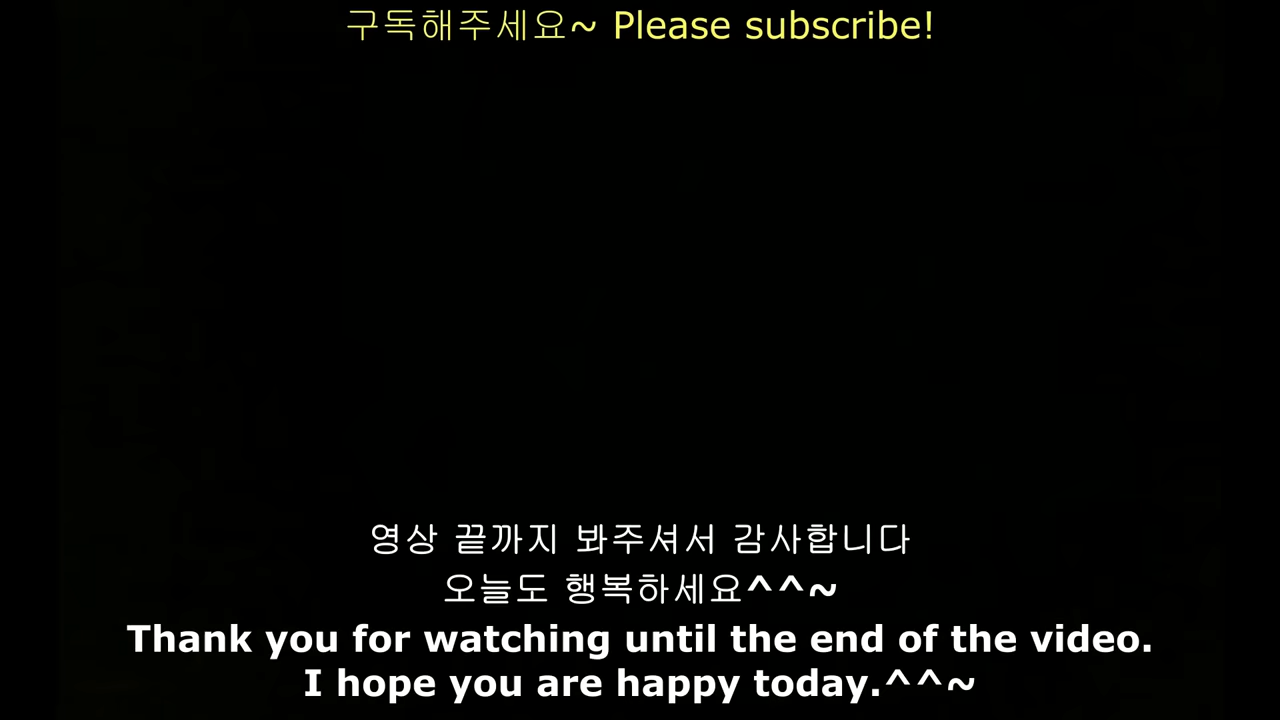 구독해주세요~ Please subscribe!
영상 끝까지 봐주셔서 감사합니다
오늘도 행복하세요^^~
Thank you for watching until the end of the video.
I hope you are happy today.^^~